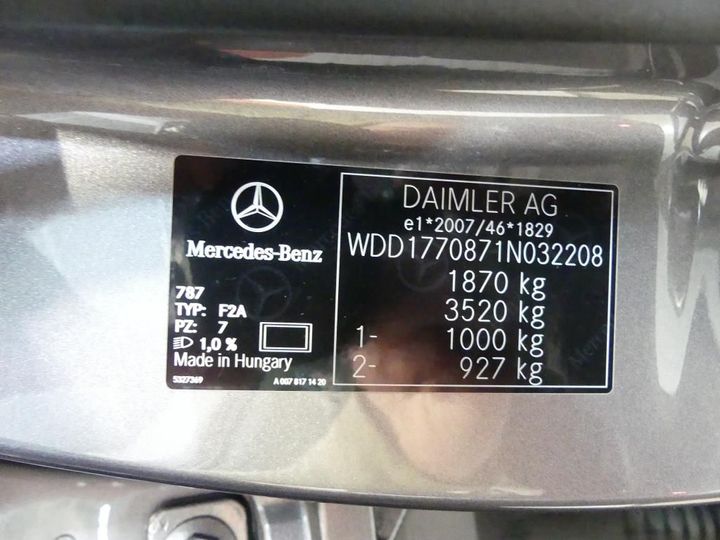 Mercedes-Benz
787
TYP: F2A
PZ: 7
1,0 %
Made in Hungary
5327369
A 007 817 14 20
DAIMLER AG
e1*2007/46*1829
WDD1770871N032208
1870 kg
3520 kg
1- 1000 kg
2- 927 kg